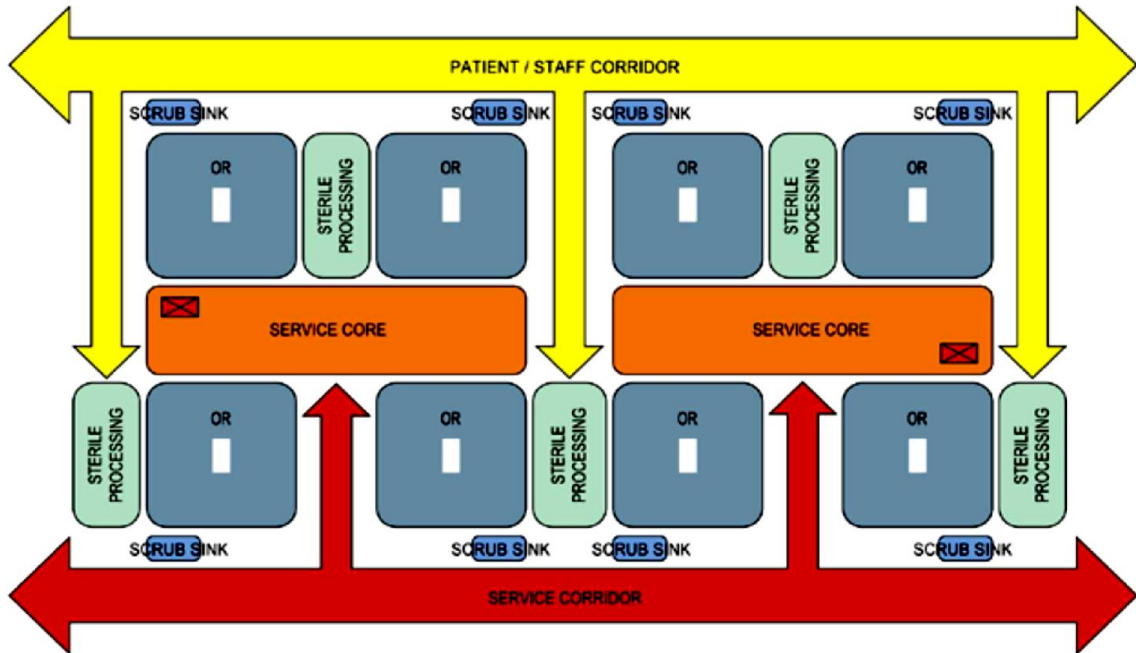 PATIENT / STAFF CORRIDOR
SCRUB SINK
SCRUB SINK
SCRUB SINK
SCRUB SINK
OR
STERILE
PROCESSING
OR
OR
STERILE
PROCESSING
OR
SERVICE CORE
SERVICE CORE
STERILE
PROCESSING
OR
OR
STERILE
PROCESSING
OR
OR
STERILE
PROCESSING
SCRUB SINK
SCRUB SINK
SCRUB SINK
SCRUB SINK
SERVICE CORRIDOR